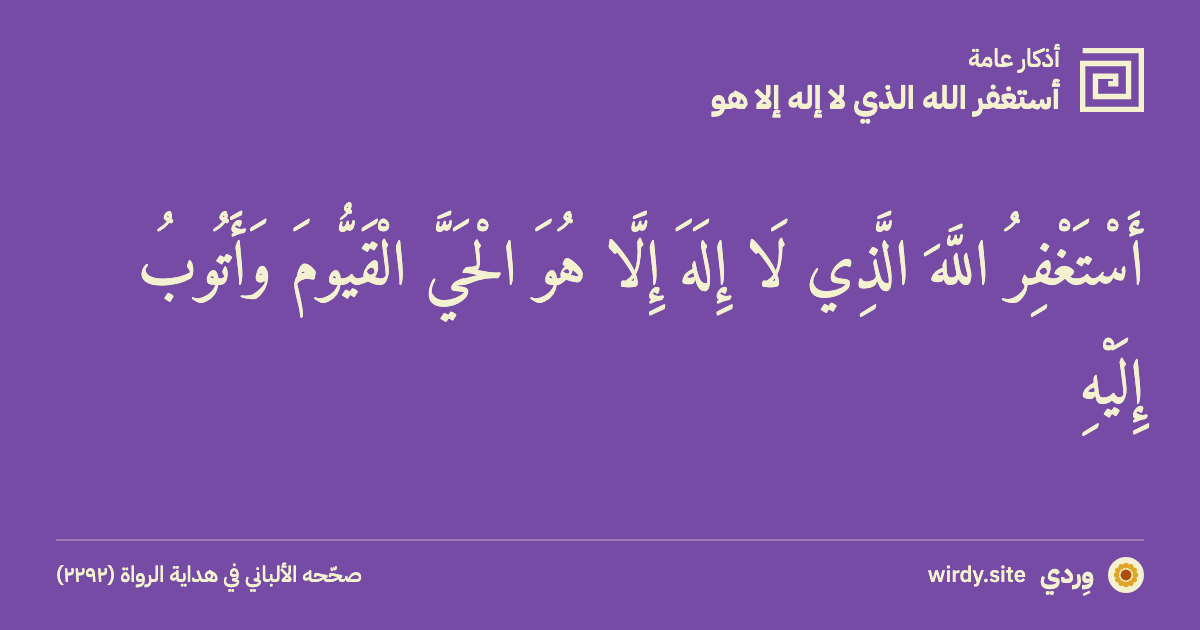 أذكار عامة
أستغفر الله الذي لا إله إلا هو
أَسْتَغْفِرُ اللَّهَ الَّذِي لَا إِلَهَ إِلَّا هُوَ الْحَيَّ الْقَيُّومَ وَأَتُوبُ
إِلَيْهِ
وِردي wirdy.site
صحّحه الألباني في هداية الرواة (٢٢٩٢)